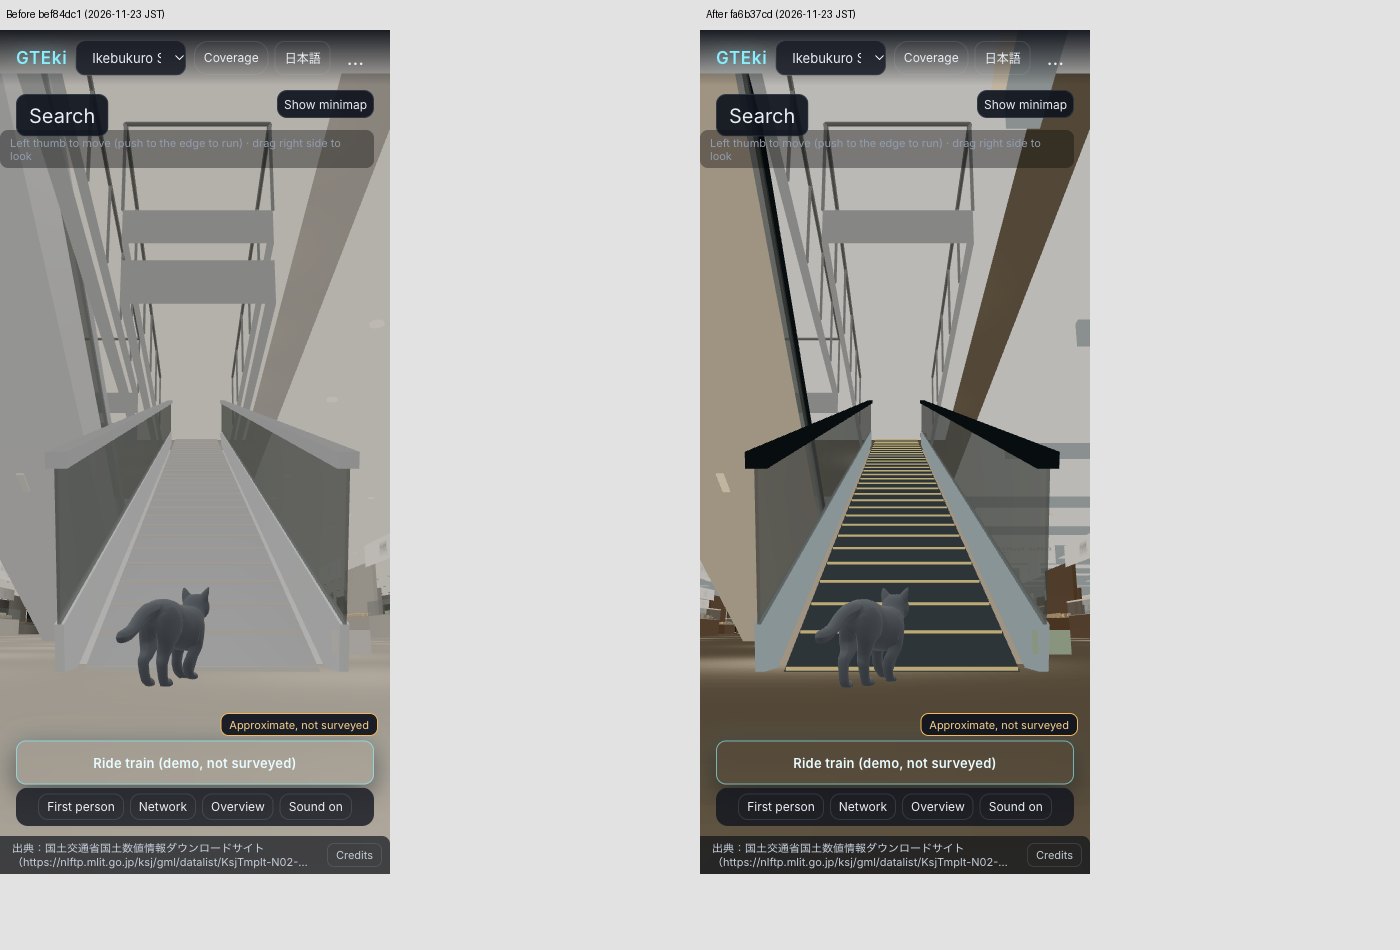 Before bef84dc1 (2026-11-23 JST)
GTEki
Ikebukuro S
Coverage
日本語
...
Search
Show minimap
Left thumb to move (push to the edge to run) · drag right side to
look
Approximate, not surveyed
Ride train (demo, not surveyed)
First person
Network
Overview
Sound on
出典：国土交通省国土数値情報ダウンロードサイト
（https://nlftp.mlit.go.jp/ksj/gml/datalist/KsjTmplt-N02-...
Credits
After fa6b37cd (2026-11-23 JST)
GTEki
Ikebukuro S
Coverage
日本語
...
Search
Show minimap
Left thumb to move (push to the edge to run) · drag right side to
look
Approximate, not surveyed
Ride train (demo, not surveyed)
First person
Network
Overview
Sound on
出典：国土交通省国土数値情報ダウンロードサイト
（https://nlftp.mlit.go.jp/ksj/gml/datalist/KsjTmplt-N02-...
Credits